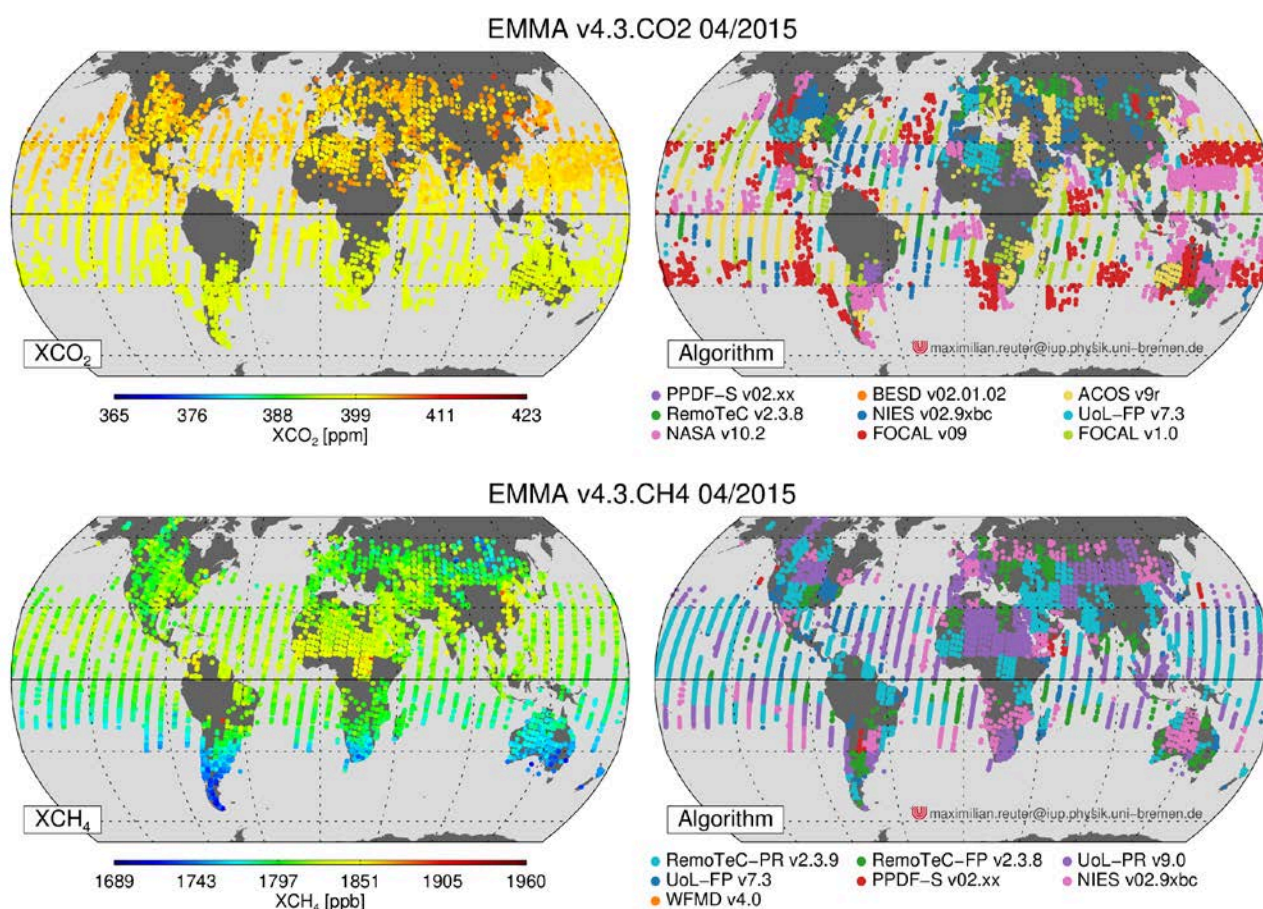 EMMA v4.3.CO2 04/2015
XCO₂
365 376 388 399 411 423
XCO₂ [ppm]
Algorithm
maximilian.reuter@iup.physik.uni-bremen.de
PPDF-S v02.xx BESD v02.01.02 ACOS v9r
RemoTeC v2.3.8 NIES v02.9xbc UoL-FP v7.3
NASA v10.2 FOCAL v09 FOCAL v1.0
EMMA v4.3.CH4 04/2015
XCH₄
1689 1743 1797 1851 1905 1960
XCH₄ [ppb]
Algorithm
maximilian.reuter@iup.physik.uni-bremen.de
RemoTeC-PR v2.3.9 RemoTeC-FP v2.3.8 UoL-PR v9.0
UoL-FP v7.3 PPDF-S v02.xx NIES v02.9xbc
WFMD v4.0